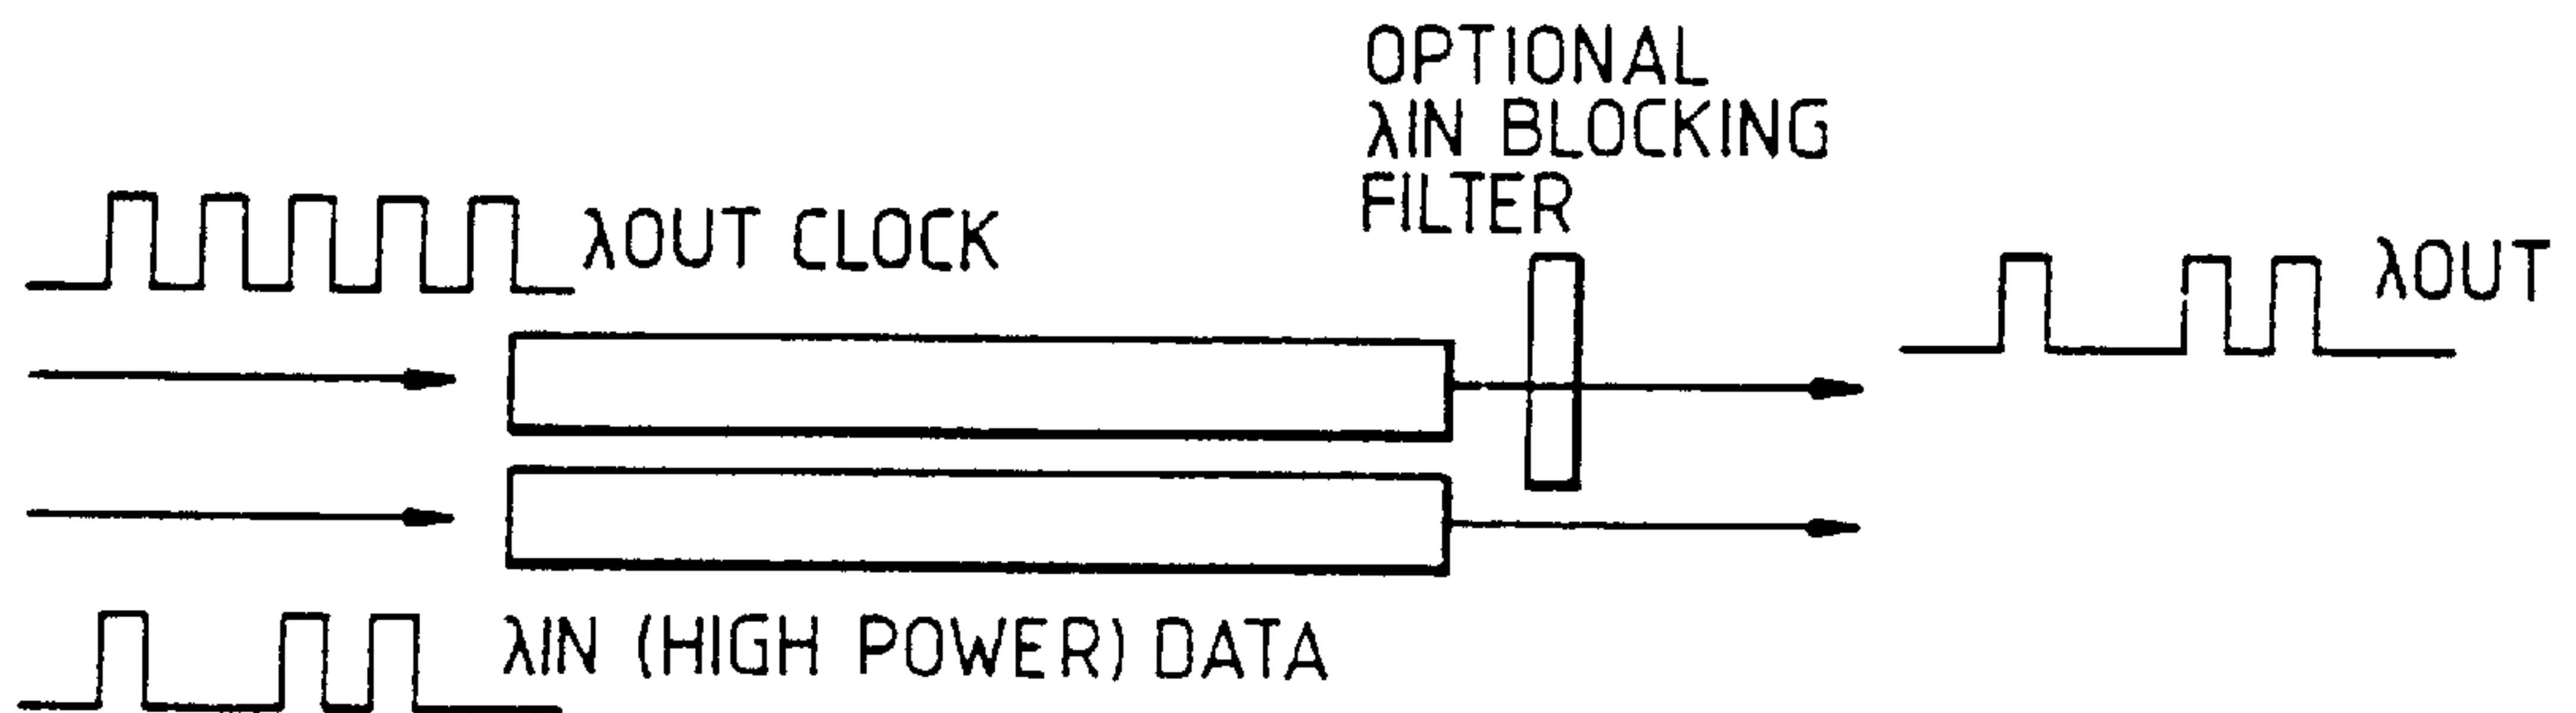 OPTIONAL
λIN BLOCKING
FILTER
λOUT CLOCK
λOUT
λIN (HIGH POWER) DATA